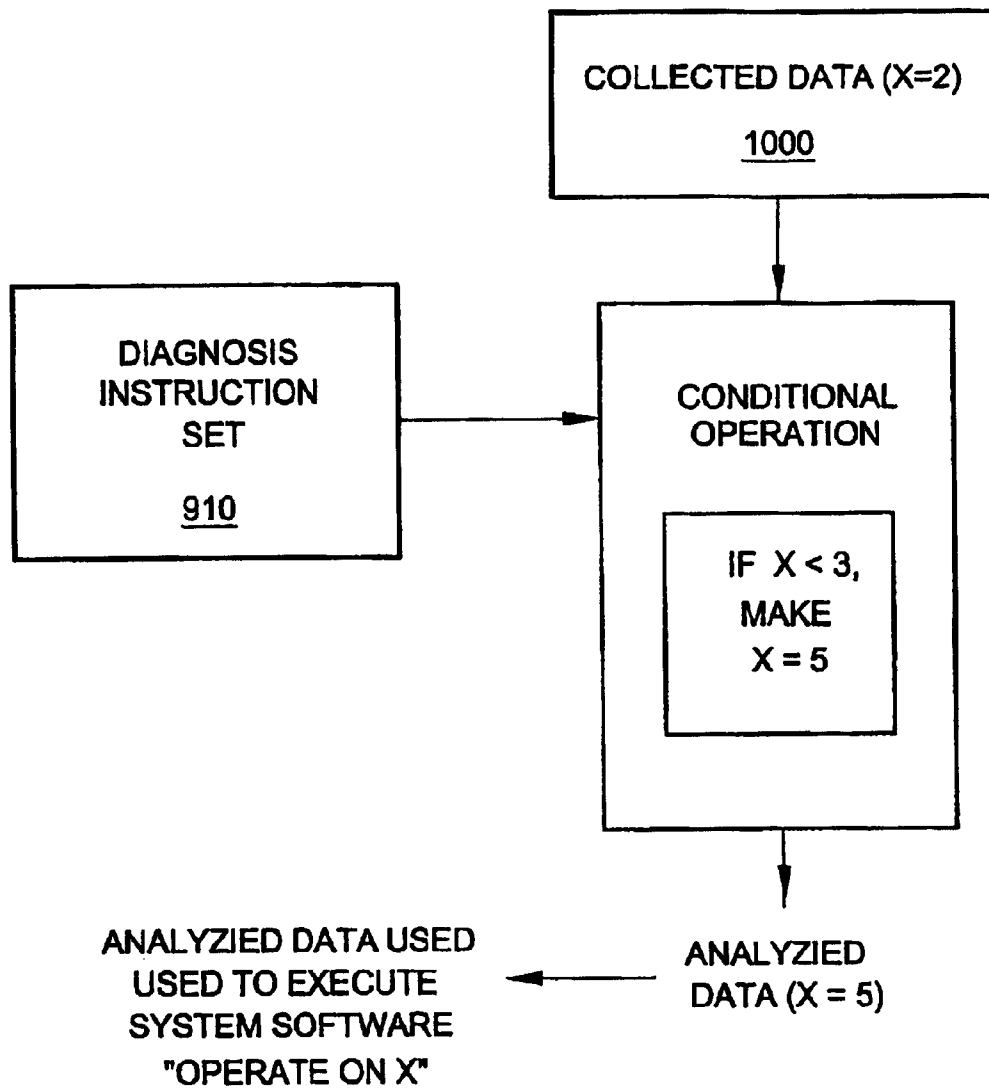 COLLECTED DATA (X=2)
1000
DIAGNOSIS
INSTRUCTION
SET
910
CONDITIONAL
OPERATION
IF X < 3,
MAKE
X = 5
ANALYZIED
DATA (X = 5)
ANALYZIED DATA USED
USED TO EXECUTE
SYSTEM SOFTWARE
"OPERATE ON X"